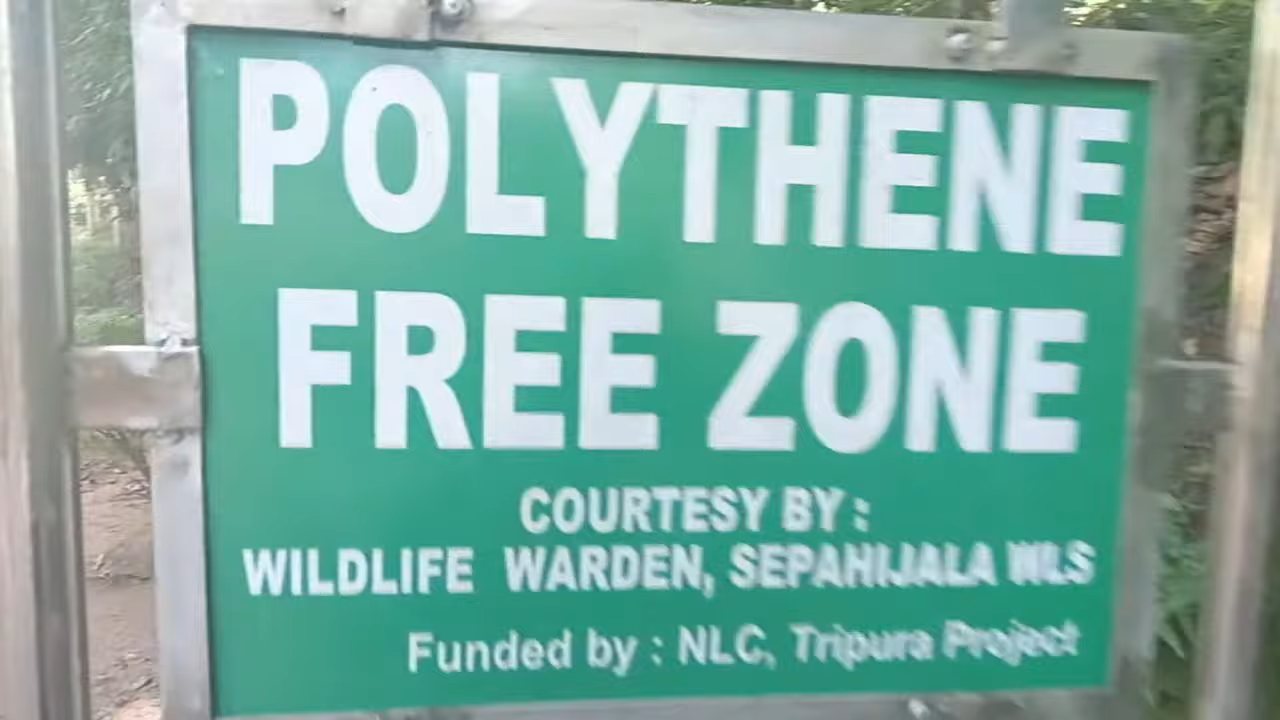 POLYTHENE
FREE ZONE
COURTESY BY :
WILDLIFE WARDEN, SEPAHIJALA WLS
Funded by : NLC, Tripura Project